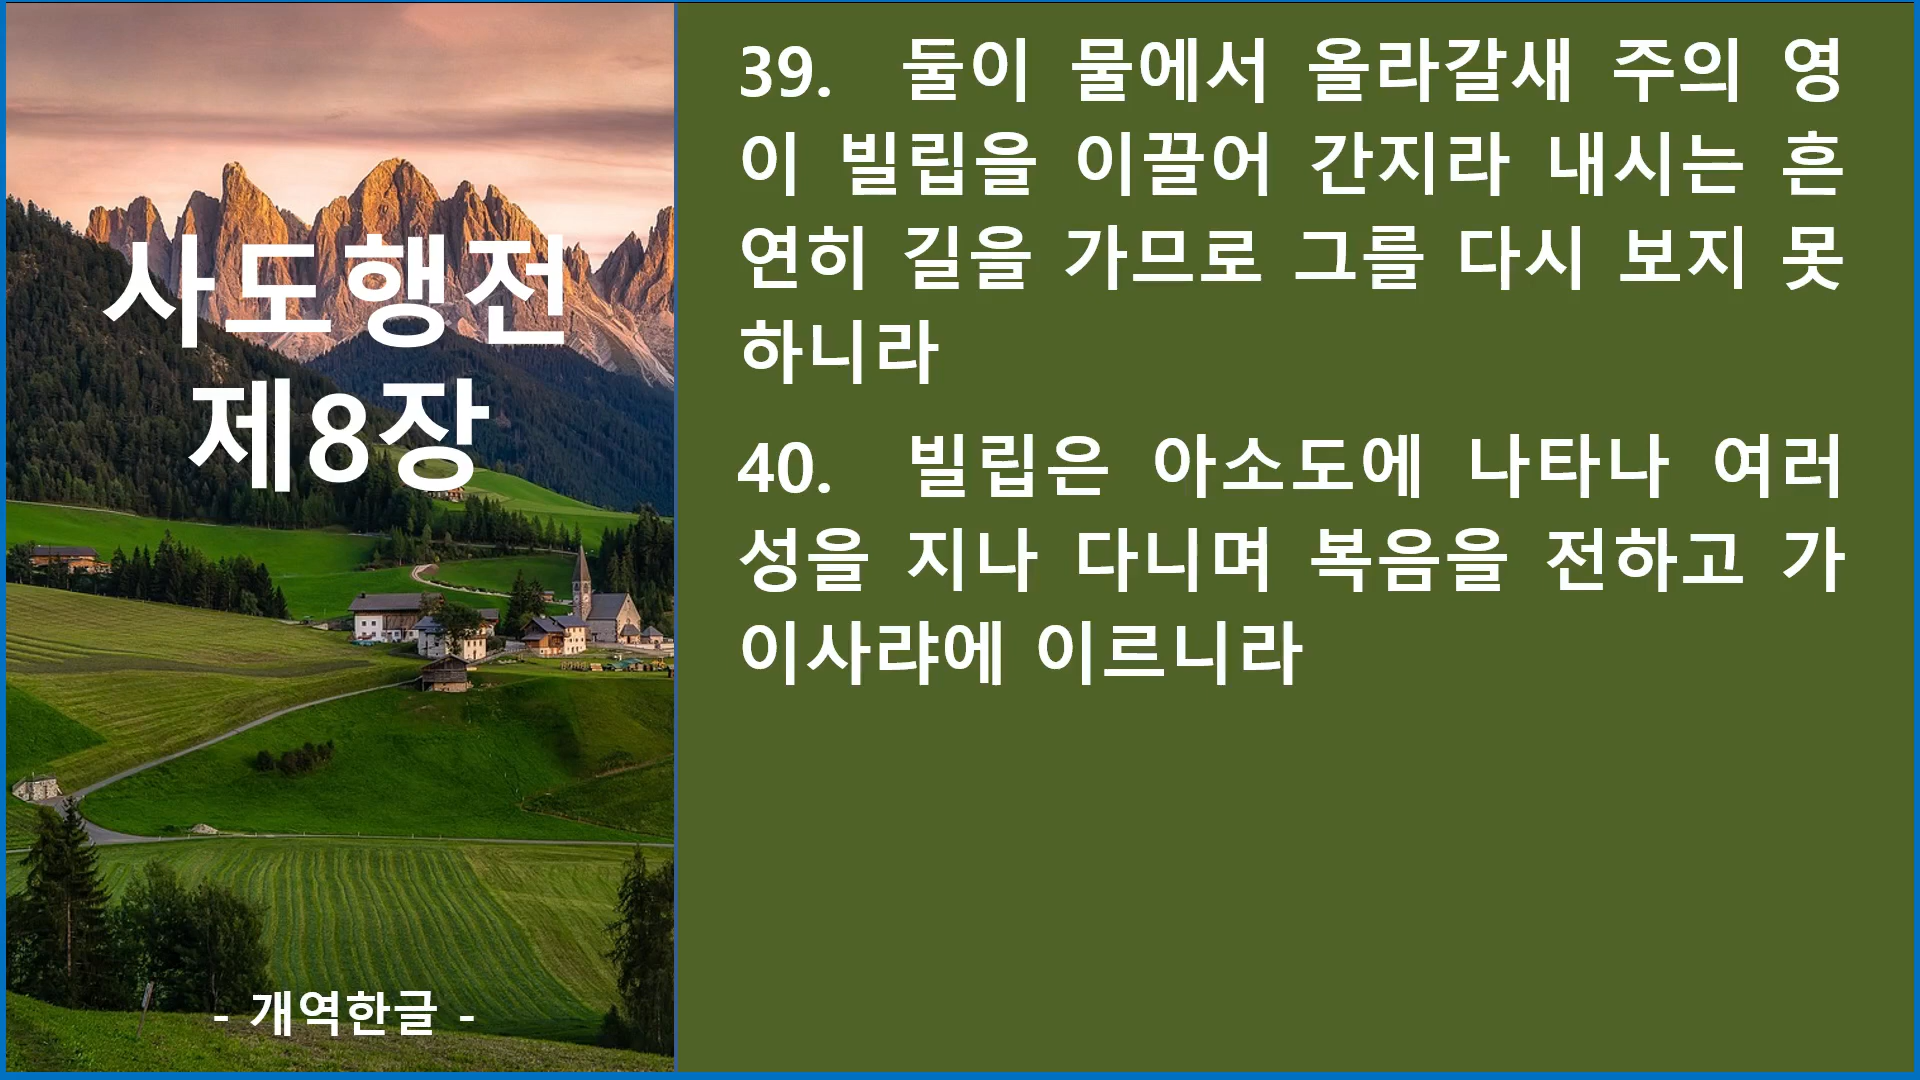 사도행전
제8장
- 개역한글 -
39. 둘이 물에서 올라갈새 주의 영
이 빌립을 이끌어 간지라 내시는 흔
연히 길을 가므로 그를 다시 보지 못
하니라
40. 빌립은 아소도에 나타나 여러
성을 지나 다니며 복음을 전하고 가
이사랴에 이르니라